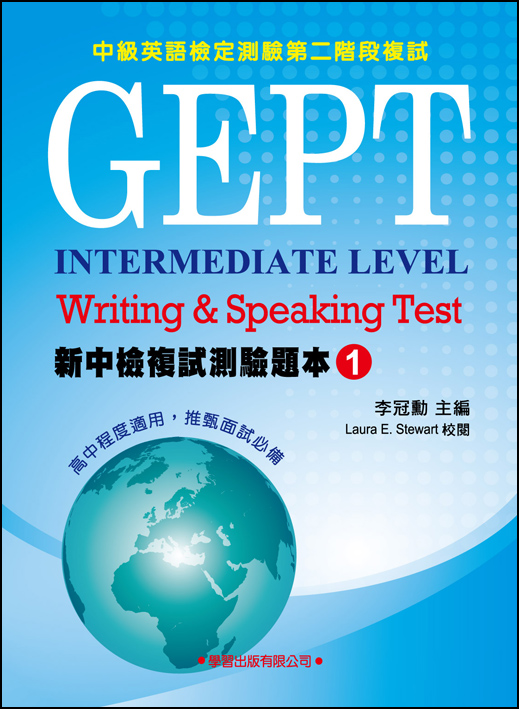 中級英語檢定測驗第二階段複試
GEPT
INTERMEDIATE LEVEL
Writing & Speaking Test
新中檢複試測驗題本1
李冠勳 主編
Laura E. Stewart 校閱
高中程度適用，推甄面試必備
•學習出版有限公司•